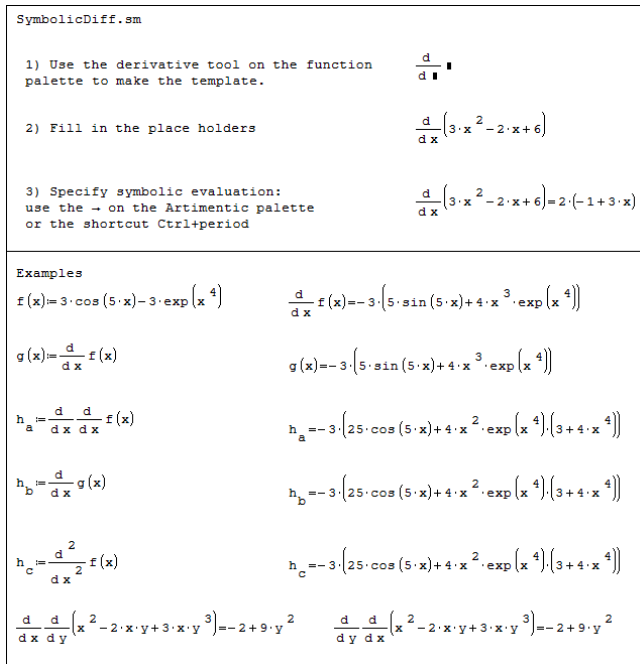 SymbolicDiff.sm
1) Use the derivative tool on the function
palette to make the template.
d/d▮ ▮
2) Fill in the place holders
d/dx(3·x^2−2·x+6)
3) Specify symbolic evaluation:
use the → on the Artimentic palette
or the shortcut Ctrl+period
d/dx(3·x^2−2·x+6)=2·(−1+3·x)
Examples
f(x):=3·cos(5·x)−3·exp(x^4)
d/dx f(x)=−3·(5·sin(5·x)+4·x^3·exp(x^4))
g(x):=d/dx f(x)
g(x)=−3·(5·sin(5·x)+4·x^3·exp(x^4))
h_a:=d/dx d/dx f(x)
h_a=−3·(25·cos(5·x)+4·x^2·exp(x^4)·(3+4·x^4))
h_b:=d/dx g(x)
h_b=−3·(25·cos(5·x)+4·x^2·exp(x^4)·(3+4·x^4))
h_c:=d^2/dx^2 f(x)
h_c=−3·(25·cos(5·x)+4·x^2·exp(x^4)·(3+4·x^4))
d/dx d/dy(x^2−2·x·y+3·x·y^3)=−2+9·y^2
d/dy d/dx(x^2−2·x·y+3·x·y^3)=−2+9·y^2